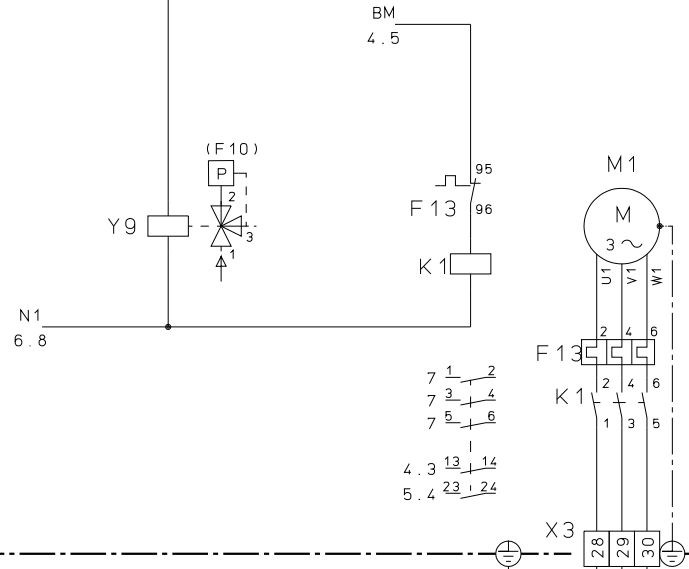 BM
4.5
(F10)
P
2
3
1
Y9
95
F13
96
K1
N1
6.8
M1
M
3
U1
V1
W1
2 4 6
F13
K1
2 4 6
1 3 5
7 1 2
7 3 4
7 5 6
4.3 13 14
5.4 23 24
X3
28 29 30